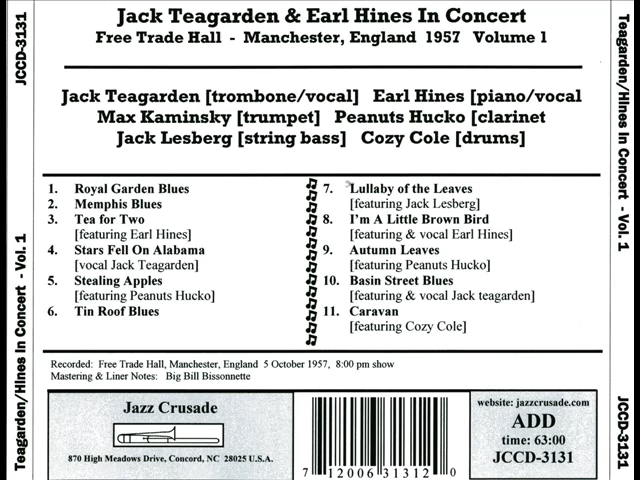 Jack Teagarden & Earl Hines In Concert
Free Trade Hall - Manchester, England 1957 Volume 1
Jack Teagarden [trombone/vocal] Earl Hines [piano/vocal
Max Kaminsky [trumpet] Peanuts Hucko [clarinet
Jack Lesberg [string bass] Cozy Cole [drums]
1. Royal Garden Blues
2. Memphis Blues
3. Tea for Two
[featuring Earl Hines]
4. Stars Fell On Alabama
[vocal Jack Teagarden]
5. Stealing Apples
[featuring Peanuts Hucko]
6. Tin Roof Blues
7. Lullaby of the Leaves
[featuring Jack Lesberg]
8. I'm A Little Brown Bird
[featuring & vocal Earl Hines]
9. Autumn Leaves
[featuring Peanuts Hucko]
10. Basin Street Blues
[featuring & vocal Jack teagarden]
11. Caravan
[featuring Cozy Cole]
Recorded: Free Trade Hall, Manchester, England 5 October 1957, 8:00 pm show
Mastering & Liner Notes: Big Bill Bissonnette
Jazz Crusade
870 High Meadows Drive, Concord, NC 28025 U.S.A.
7 12006 31312 0
website: jazzcrusade.com
ADD
time: 63:00
JCCD-3131
Teagarden/Hines In Concert - Vol. 1
JCCD-3131
Teagarden/Hines In Concert - Vol. 1
JCCD-3131